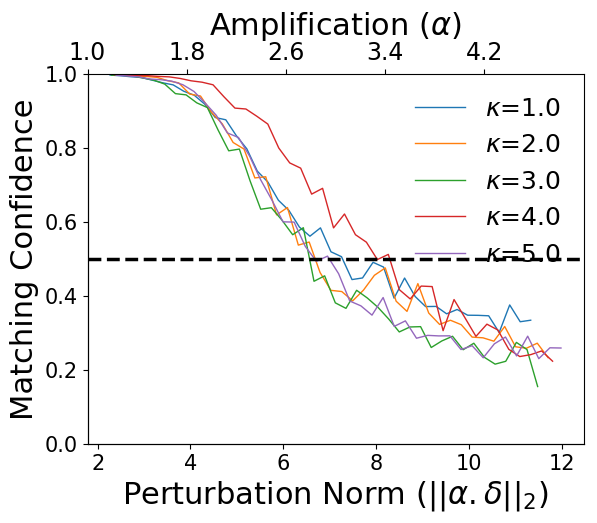 Amplification (α)
1.0 1.8 2.6 3.4 4.2
1.0
0.8
0.6
0.4
0.2
0.0
Matching Confidence
κ=1.0
κ=2.0
κ=3.0
κ=4.0
κ=5.0
2 4 6 8 10 12
Perturbation Norm (||α.δ||₂)